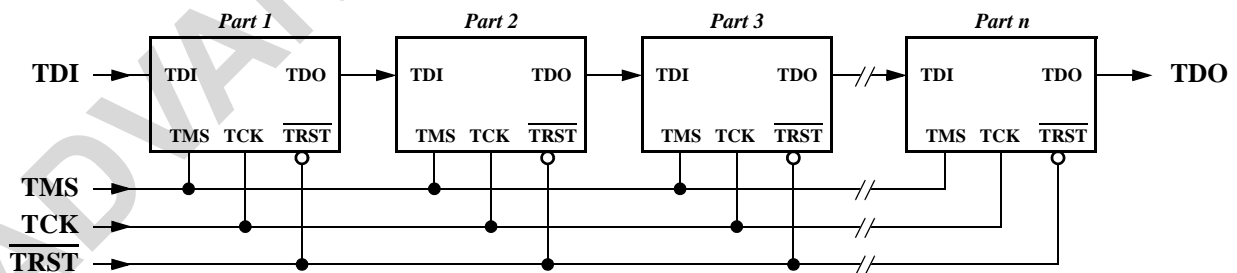 Part 1 Part 2 Part 3 Part n
TDI TDI TDO TDI TDO TDI TDO TDI TDO TDO
TMS TCK TRST TMS TCK TRST TMS TCK TRST TMS TCK TRST
TMS
TCK
TRST